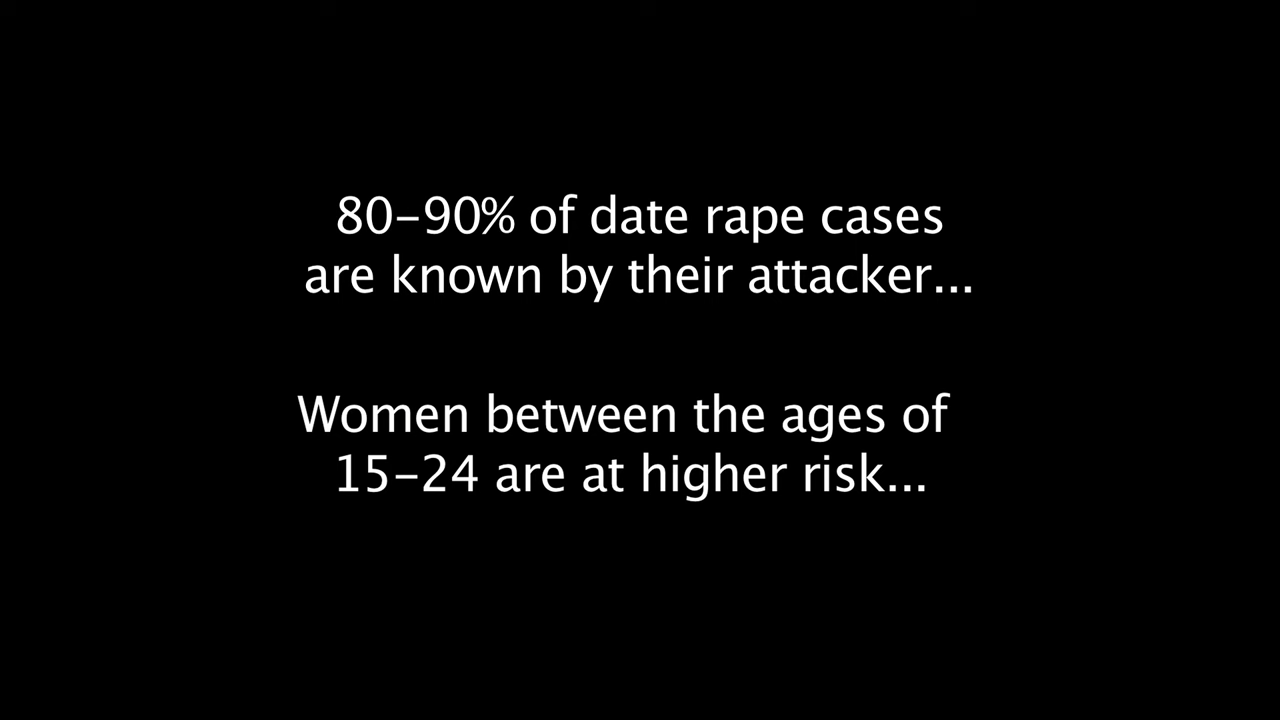 80-90% of date rape cases
are known by their attacker...
Women between the ages of
15-24 are at higher risk...